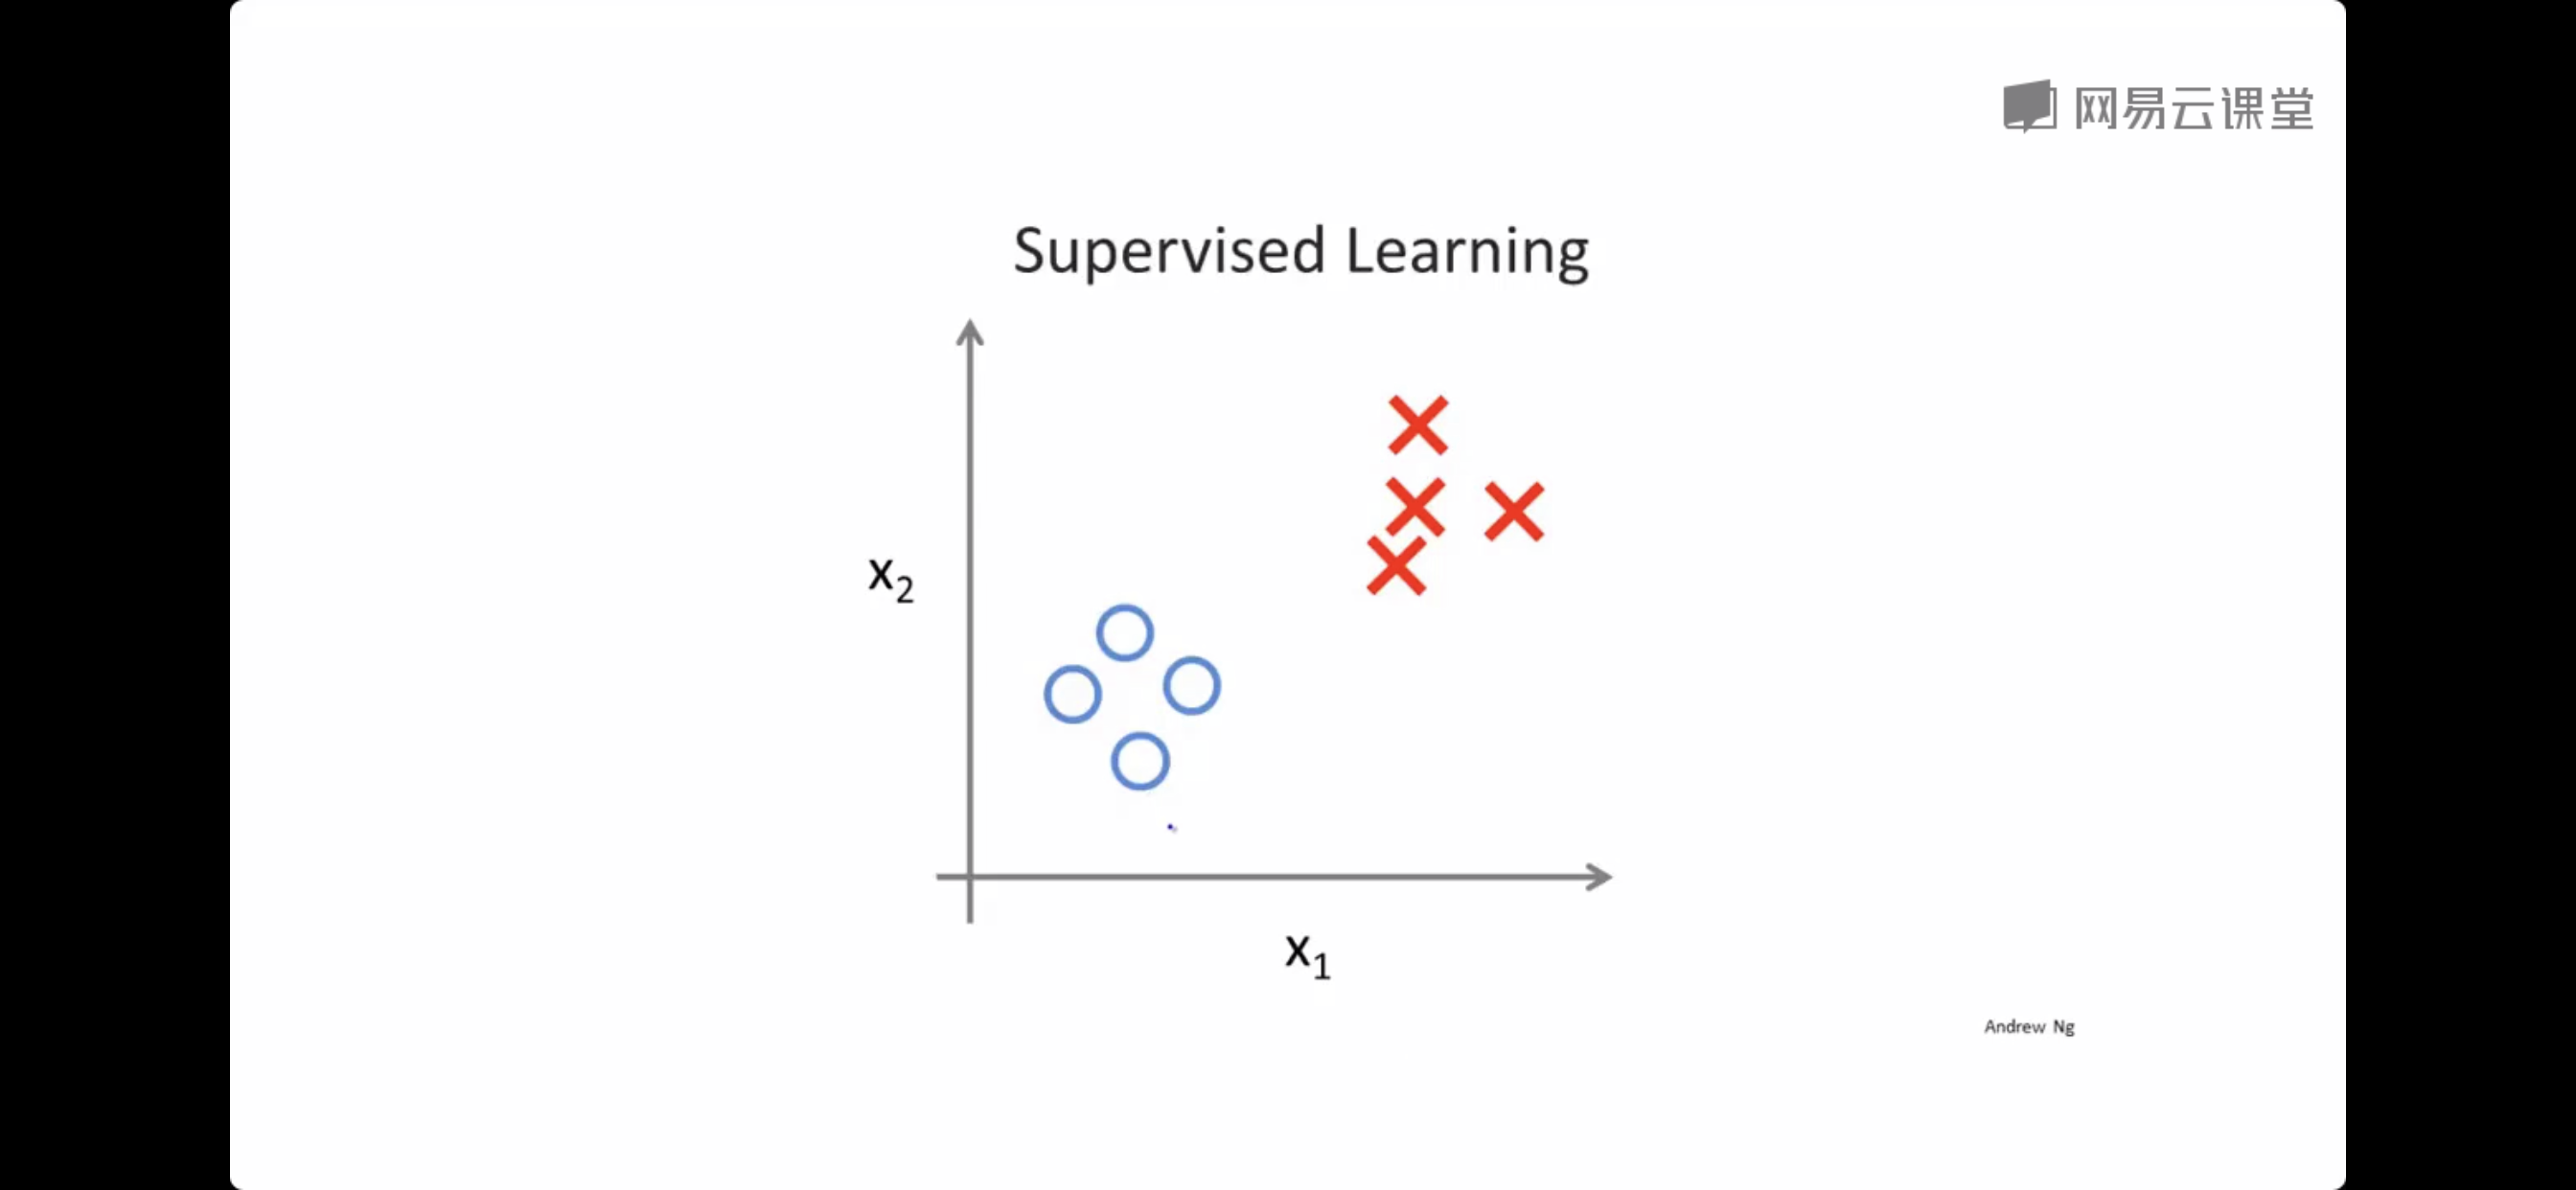 网易云课堂
Supervised Learning
x₂
x₁
Andrew Ng